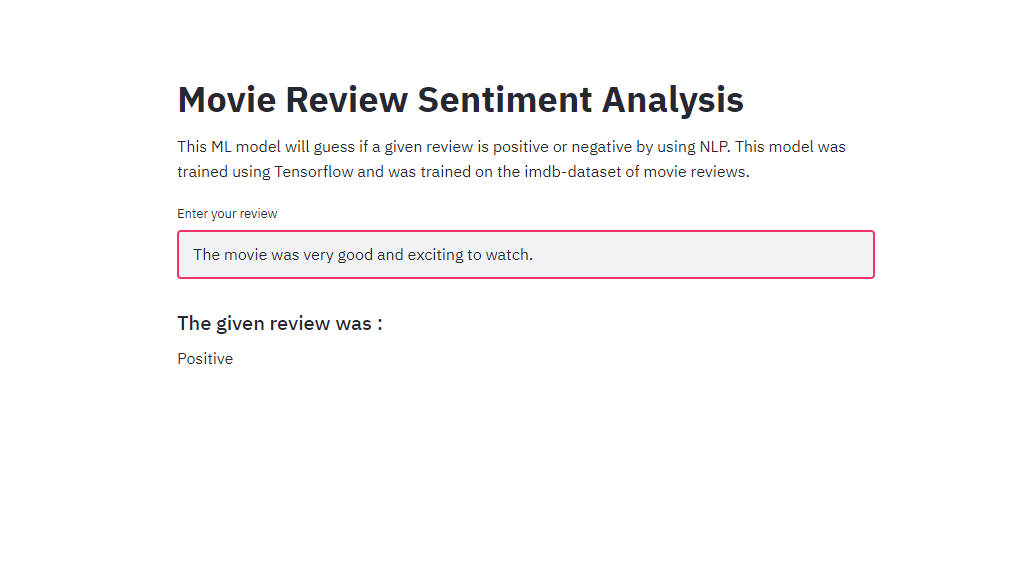 Movie Review Sentiment Analysis
This ML model will guess if a given review is positive or negative by using NLP. This model was
trained using Tensorflow and was trained on the imdb-dataset of movie reviews.
Enter your review
The movie was very good and exciting to watch.
The given review was :
Positive